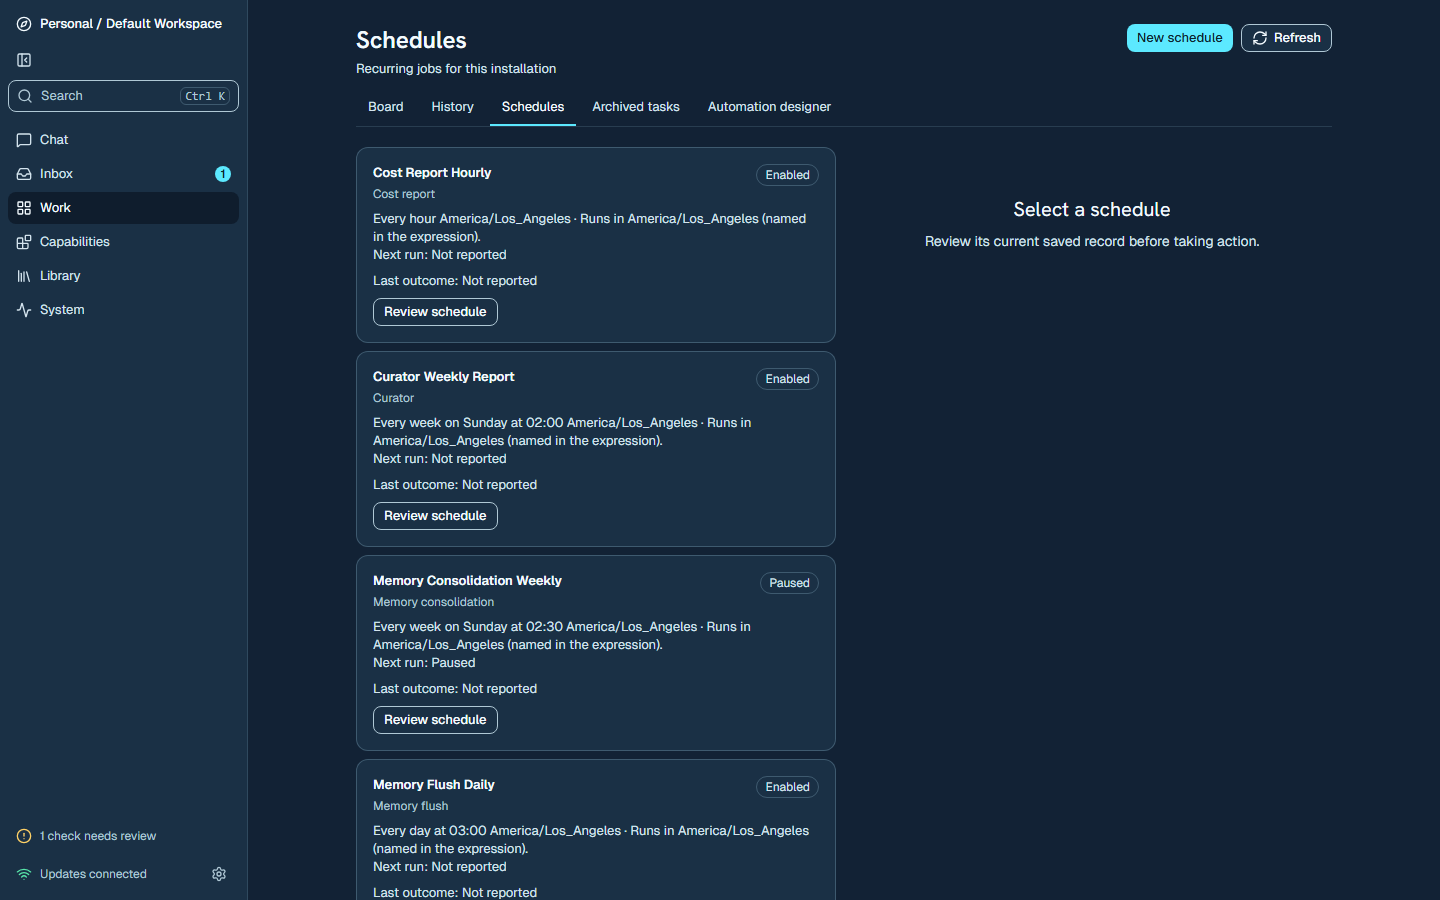 Personal / Default Workspace
Search
Ctrl K
Chat
Inbox
1
Work
Capabilities
Library
System
1 check needs review
Updates connected
Schedules
Recurring jobs for this installation
New schedule
Refresh
Board
History
Schedules
Archived tasks
Automation designer
Cost Report Hourly
Enabled
Cost report
Every hour America/Los_Angeles · Runs in America/Los_Angeles (named
in the expression).
Next run: Not reported
Last outcome: Not reported
Review schedule
Curator Weekly Report
Enabled
Curator
Every week on Sunday at 02:00 America/Los_Angeles · Runs in
America/Los_Angeles (named in the expression).
Next run: Not reported
Last outcome: Not reported
Review schedule
Memory Consolidation Weekly
Paused
Memory consolidation
Every week on Sunday at 02:30 America/Los_Angeles · Runs in
America/Los_Angeles (named in the expression).
Next run: Paused
Last outcome: Not reported
Review schedule
Memory Flush Daily
Enabled
Memory flush
Every day at 03:00 America/Los_Angeles · Runs in America/Los_Angeles
(named in the expression).
Next run: Not reported
Last outcome: Not reported
Select a schedule
Review its current saved record before taking action.